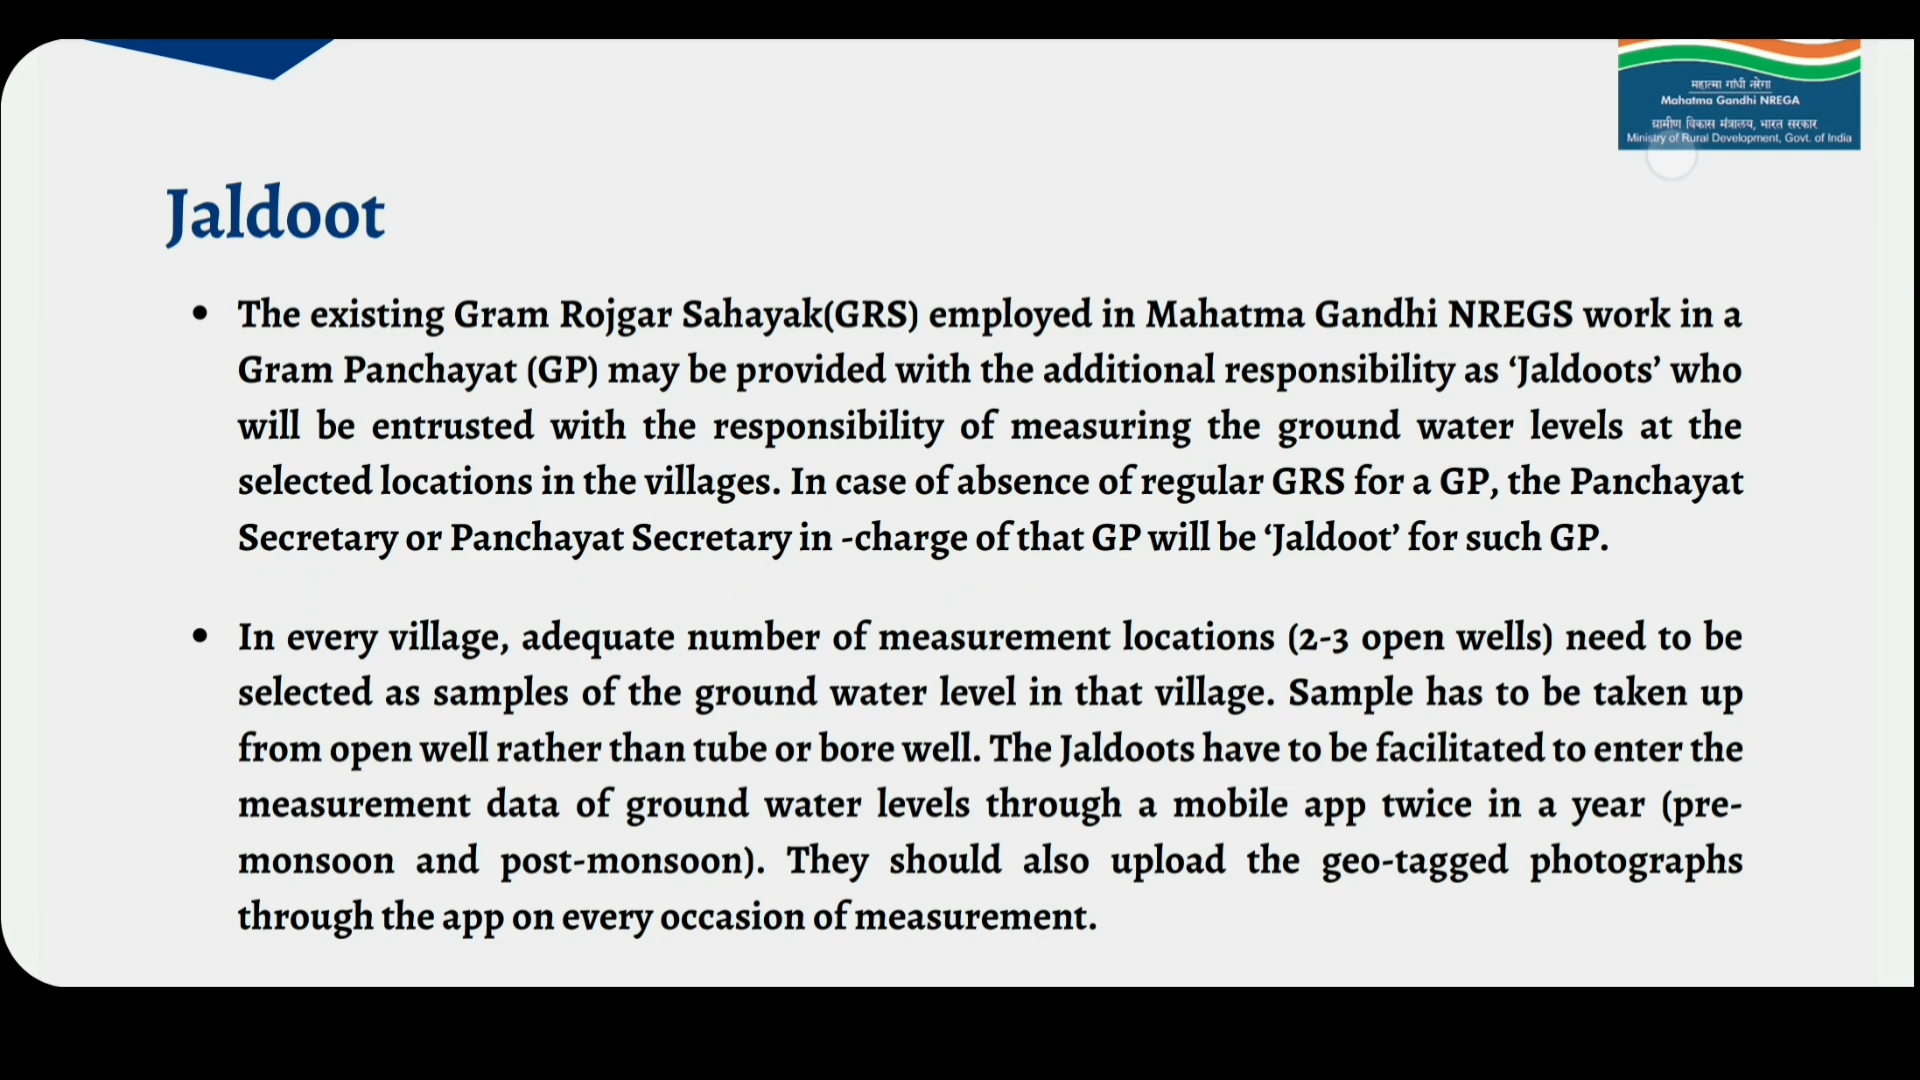 महात्मा गांधी नरेगा
Mahatma Gandhi NREGA
ग्रामीण विकास मंत्रालय, भारत सरकार
Ministry of Rural Development, Govt. of India
Jaldoot
• The existing Gram Rojgar Sahayak(GRS) employed in Mahatma Gandhi NREGS work in a
Gram Panchayat (GP) may be provided with the additional responsibility as ‘Jaldoots’ who
will be entrusted with the responsibility of measuring the ground water levels at the
selected locations in the villages. In case of absence of regular GRS for a GP, the Panchayat
Secretary or Panchayat Secretary in -charge of that GP will be ‘Jaldoot’ for such GP.
• In every village, adequate number of measurement locations (2-3 open wells) need to be
selected as samples of the ground water level in that village. Sample has to be taken up
from open well rather than tube or bore well. The Jaldoots have to be facilitated to enter the
measurement data of ground water levels through a mobile app twice in a year (pre-
monsoon and post-monsoon). They should also upload the geo-tagged photographs
through the app on every occasion of measurement.